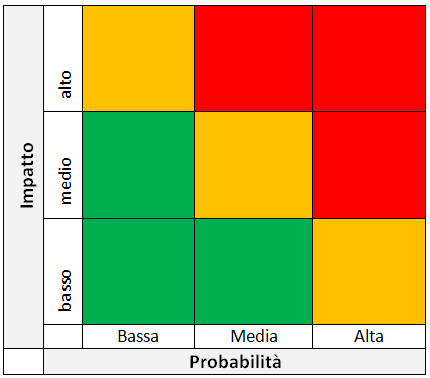 Impatto
alto
medio
basso
Bassa Media Alta
Probabilità